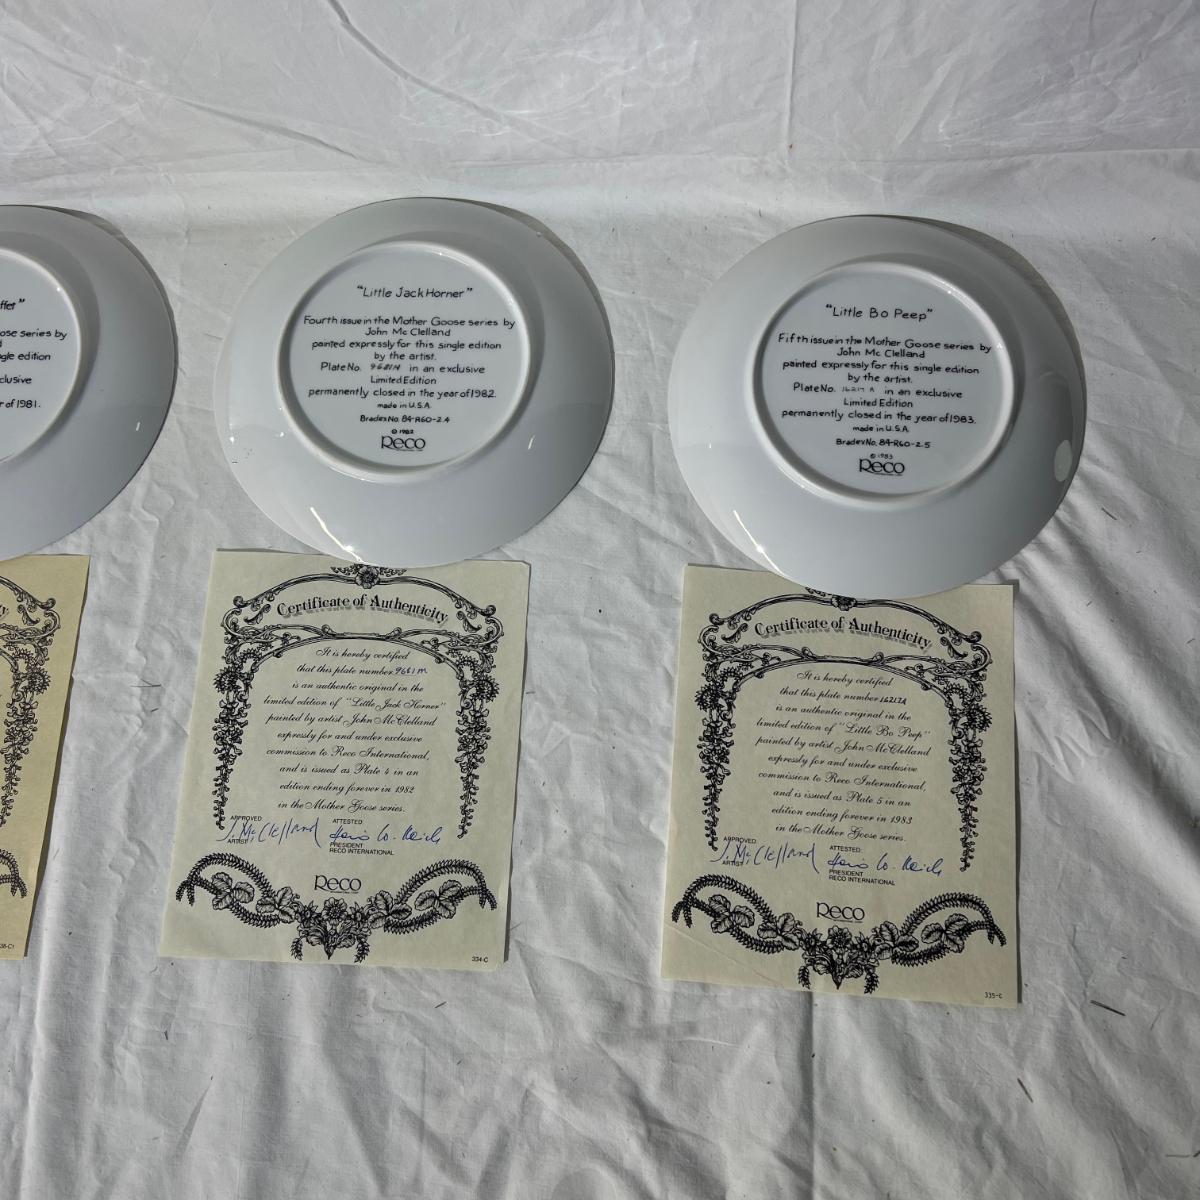 ffet"
ose series by
gle edition
clusive
r of 1981.
"Little Jack Horner"
Fourth issue in the Mother Goose series by
John Mc Clelland
painted expressly for this single edition
by the artist.
Plate No. 9681M in an exclusive
Limited Edition
permanently closed in the year of 1982.
made in U.S.A.
Bradex No. 84-R60-2.4
© 1982
Reco
"Little Bo Peep"
Fifth issue in the Mother Goose series by
John Mc Clelland
painted expressly for this single edition
by the artist.
Plate No. 16217A in an exclusive
Limited Edition
permanently closed in the year of 1983.
made in U.S.A.
Bradex No. 84-R60-2.5
© 1983
Reco
Certificate of Authenticity
It is hereby certified
that this plate number 9681M
is an authentic original in the
limited edition of "Little Jack Horner"
painted by artist John McClelland
expressly for and under exclusive
commission to Reco International,
and is issued as Plate 4 in an
edition ending forever in 1982
in the Mother Goose series.
APPROVED: ATTESTED:
J. McClelland
ARTIST PRESIDENT
RECO INTERNATIONAL
Reco
334-C
Certificate of Authenticity
It is hereby certified
that this plate number 16217A
is an authentic original in the
limited edition of "Little Bo Peep"
painted by artist John McClelland
expressly for and under exclusive
commission to Reco International,
and is issued as Plate 5 in an
edition ending forever in 1983
in the Mother Goose series.
APPROVED: ATTESTED:
J. McClelland
ARTIST PRESIDENT
RECO INTERNATIONAL
Reco
335-C